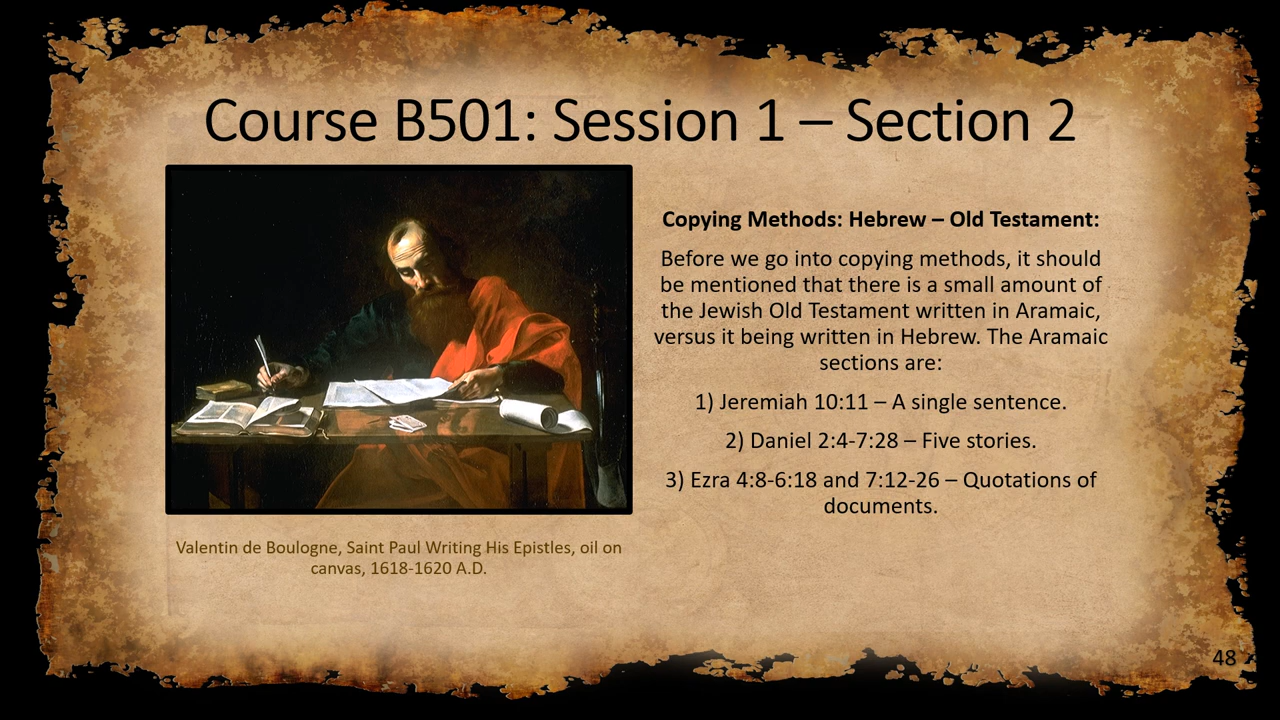 Course B501: Session 1 – Section 2
Copying Methods: Hebrew – Old Testament:
Before we go into copying methods, it should
be mentioned that there is a small amount of
the Jewish Old Testament written in Aramaic,
versus it being written in Hebrew. The Aramaic
sections are:
1) Jeremiah 10:11 – A single sentence.
2) Daniel 2:4-7:28 – Five stories.
3) Ezra 4:8-6:18 and 7:12-26 – Quotations of
documents.
Valentin de Boulogne, Saint Paul Writing His Epistles, oil on
canvas, 1618-1620 A.D.
48